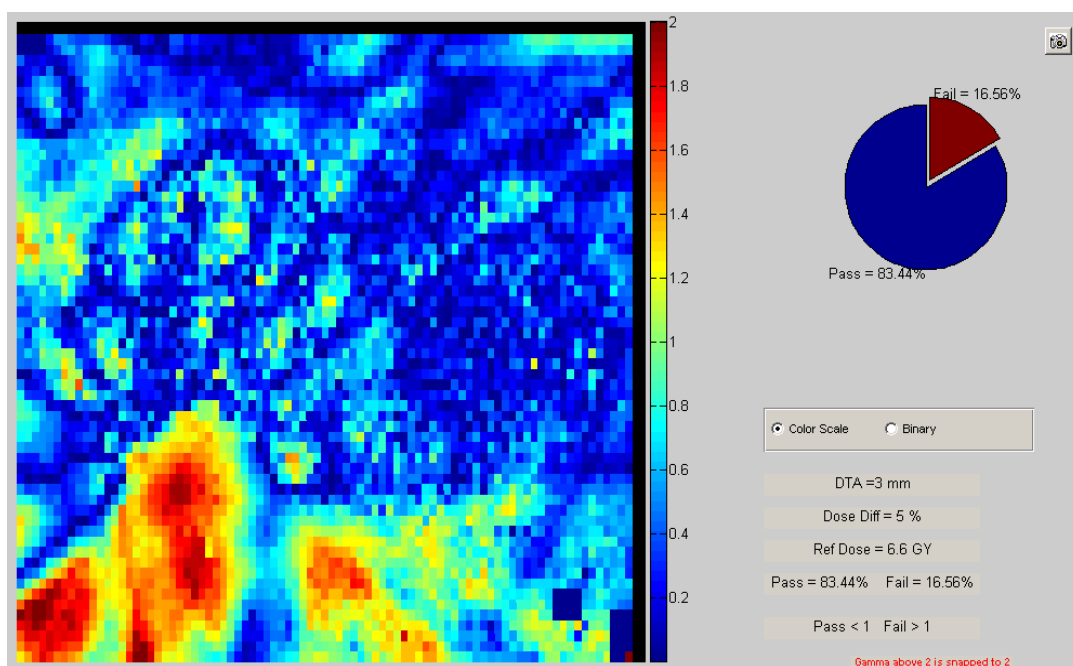 2
1.8
1.6
1.4
1.2
1
0.8
0.6
0.4
0.2
Fail = 16.56%
Pass = 83.44%
Color Scale Binary
DTA =3 mm
Dose Diff = 5 %
Ref Dose = 6.6 GY
Pass = 83.44% Fail = 16.56%
Pass < 1 Fail > 1
Gamma above 2 is snapped to 2